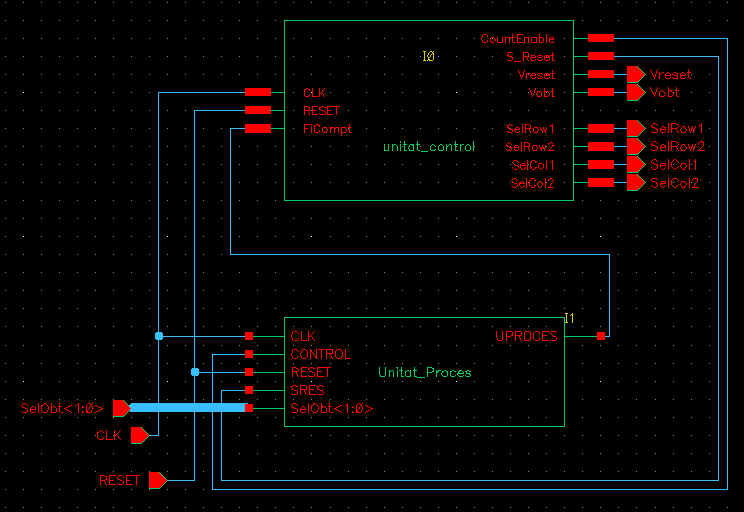 CountEnable
I0
S_Reset
Vreset
Vreset
CLK
Vobt
Vobt
RESET
FiCompt
SelRow1
SelRow1
unitat_control
SelRow2
SelRow2
SelCol1
SelCol1
SelCol2
SelCol2
I1
CLK
UPROCES
CONTROL
RESET
Unitat_Proces
SRES
SelObt<1:0>
SelObt<1:0>
CLK
RESET